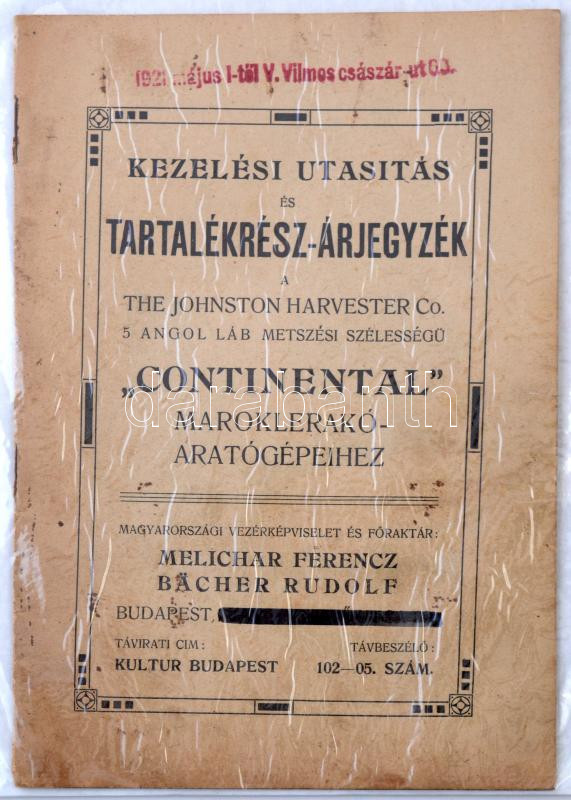 1921 május 1-től V. Vilmos császár-ut
KEZELÉSI UTASITÁS
ÉS
TARTALÉKRÉSZ-ÁRJEGYZÉK
A
THE JOHNSTON HARVESTER Co.
5 ANGOL LÁB METSZÉSI SZÉLESSÉGÜ
„CONTINENTAL”
darabanth
MAROKLERAKÓ-
ARATÓGÉPEIHEZ
MAGYARORSZÁGI VEZÉRKÉPVISELET ÉS FŐRAKTÁR:
MELICHAR FERENCZ
BÄCHER RUDOLF
BUDAPEST,
TÁVIRATI CIM: TÁVBESZÉLŐ:
KULTUR BUDAPEST 102—05. SZÁM.